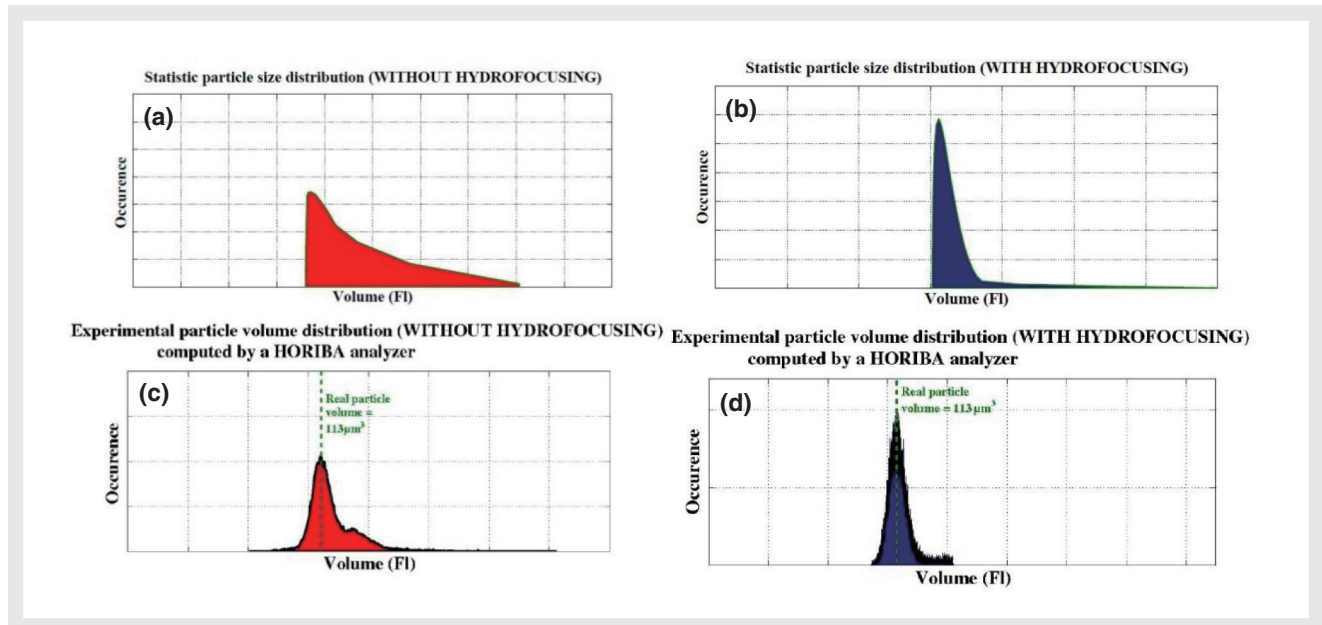 Statistic particle size distribution (WITHOUT HYDROFOCUSING)
(a)
Occurence
Volume (Fl)
Statistic particle size distribution (WITH HYDROFOCUSING)
(b)
Occurence
Volume (Fl)
Experimental particle volume distribution (WITHOUT HYDROFOCUSING)
computed by a HORIBA analyzer
(c)
Real particle
volume =
113µm³
Occurence
Volume (Fl)
Experimental particle volume distribution (WITH HYDROFOCUSING)
computed by a HORIBA analyzer
(d)
Real particle
volume = 113µm³
Occurence
Volume (Fl)